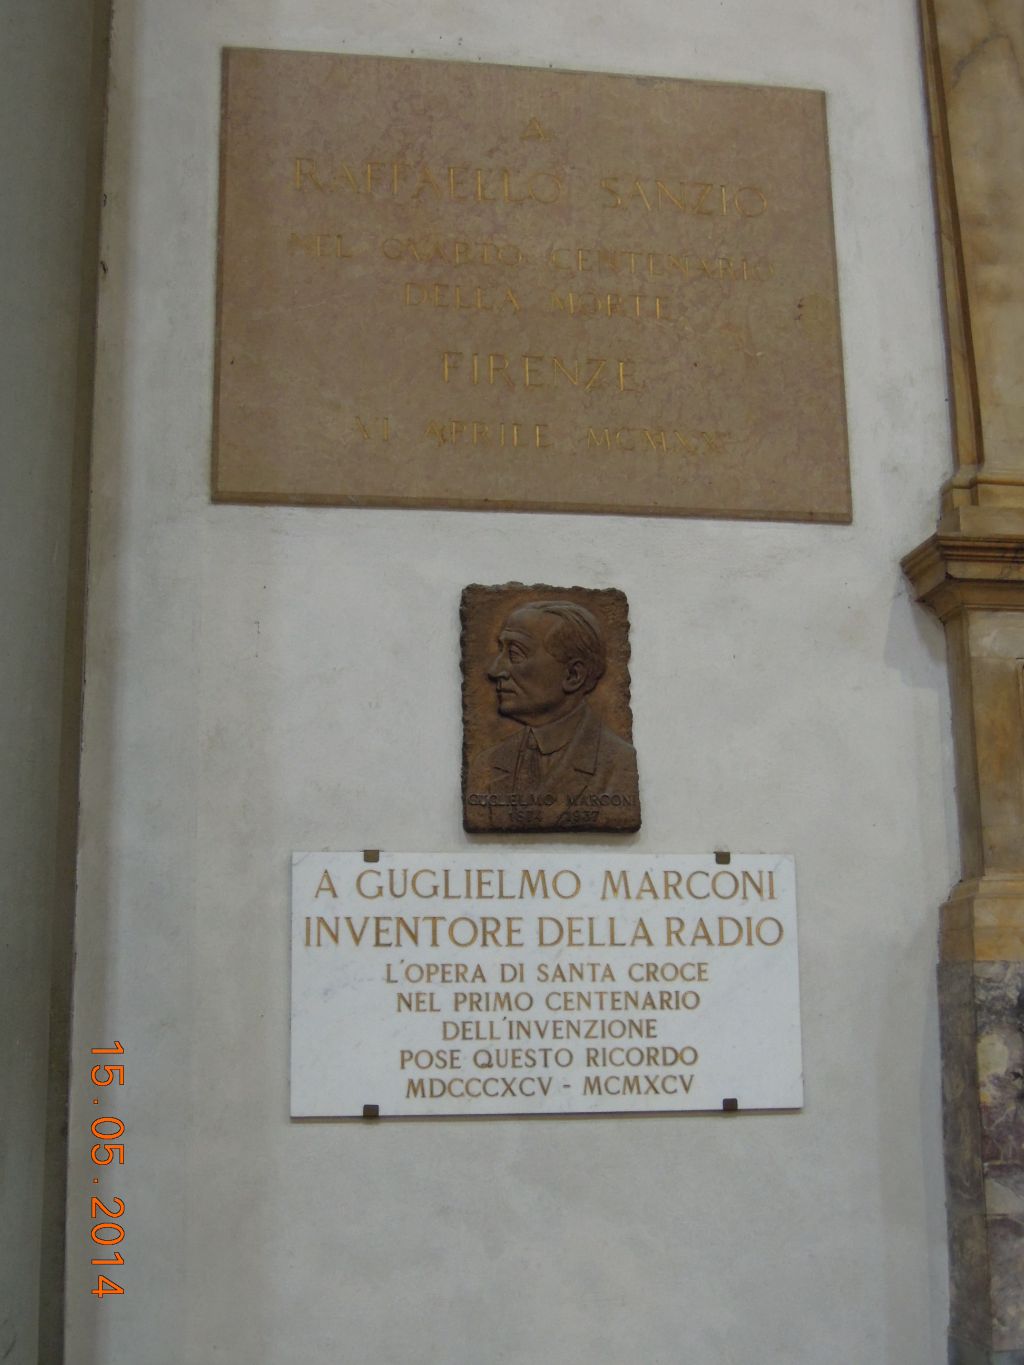 A
RAFFAELLO SANZIO
NEL QVARTO CENTENARIO
DELLA MORTE
FIRENZE
VI APRILE MCMXX
GUGLIELMO MARCONI
1874 1937
A GUGLIELMO MARCONI
INVENTORE DELLA RADIO
L'OPERA DI SANTA CROCE
NEL PRIMO CENTENARIO
DELL'INVENZIONE
POSE QUESTO RICORDO
MDCCCXCV - MCMXCV
15.05.2014